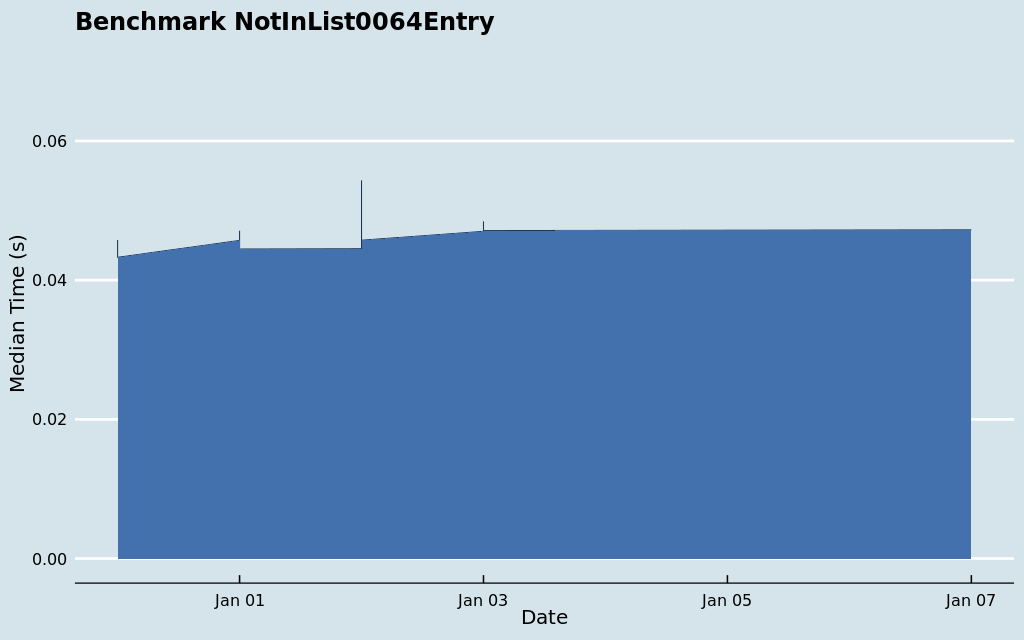 Benchmark NotInList0064Entry
0.06
0.04
0.02
0.00
Median Time (s)
Jan 01
Jan 03
Jan 05
Jan 07
Date